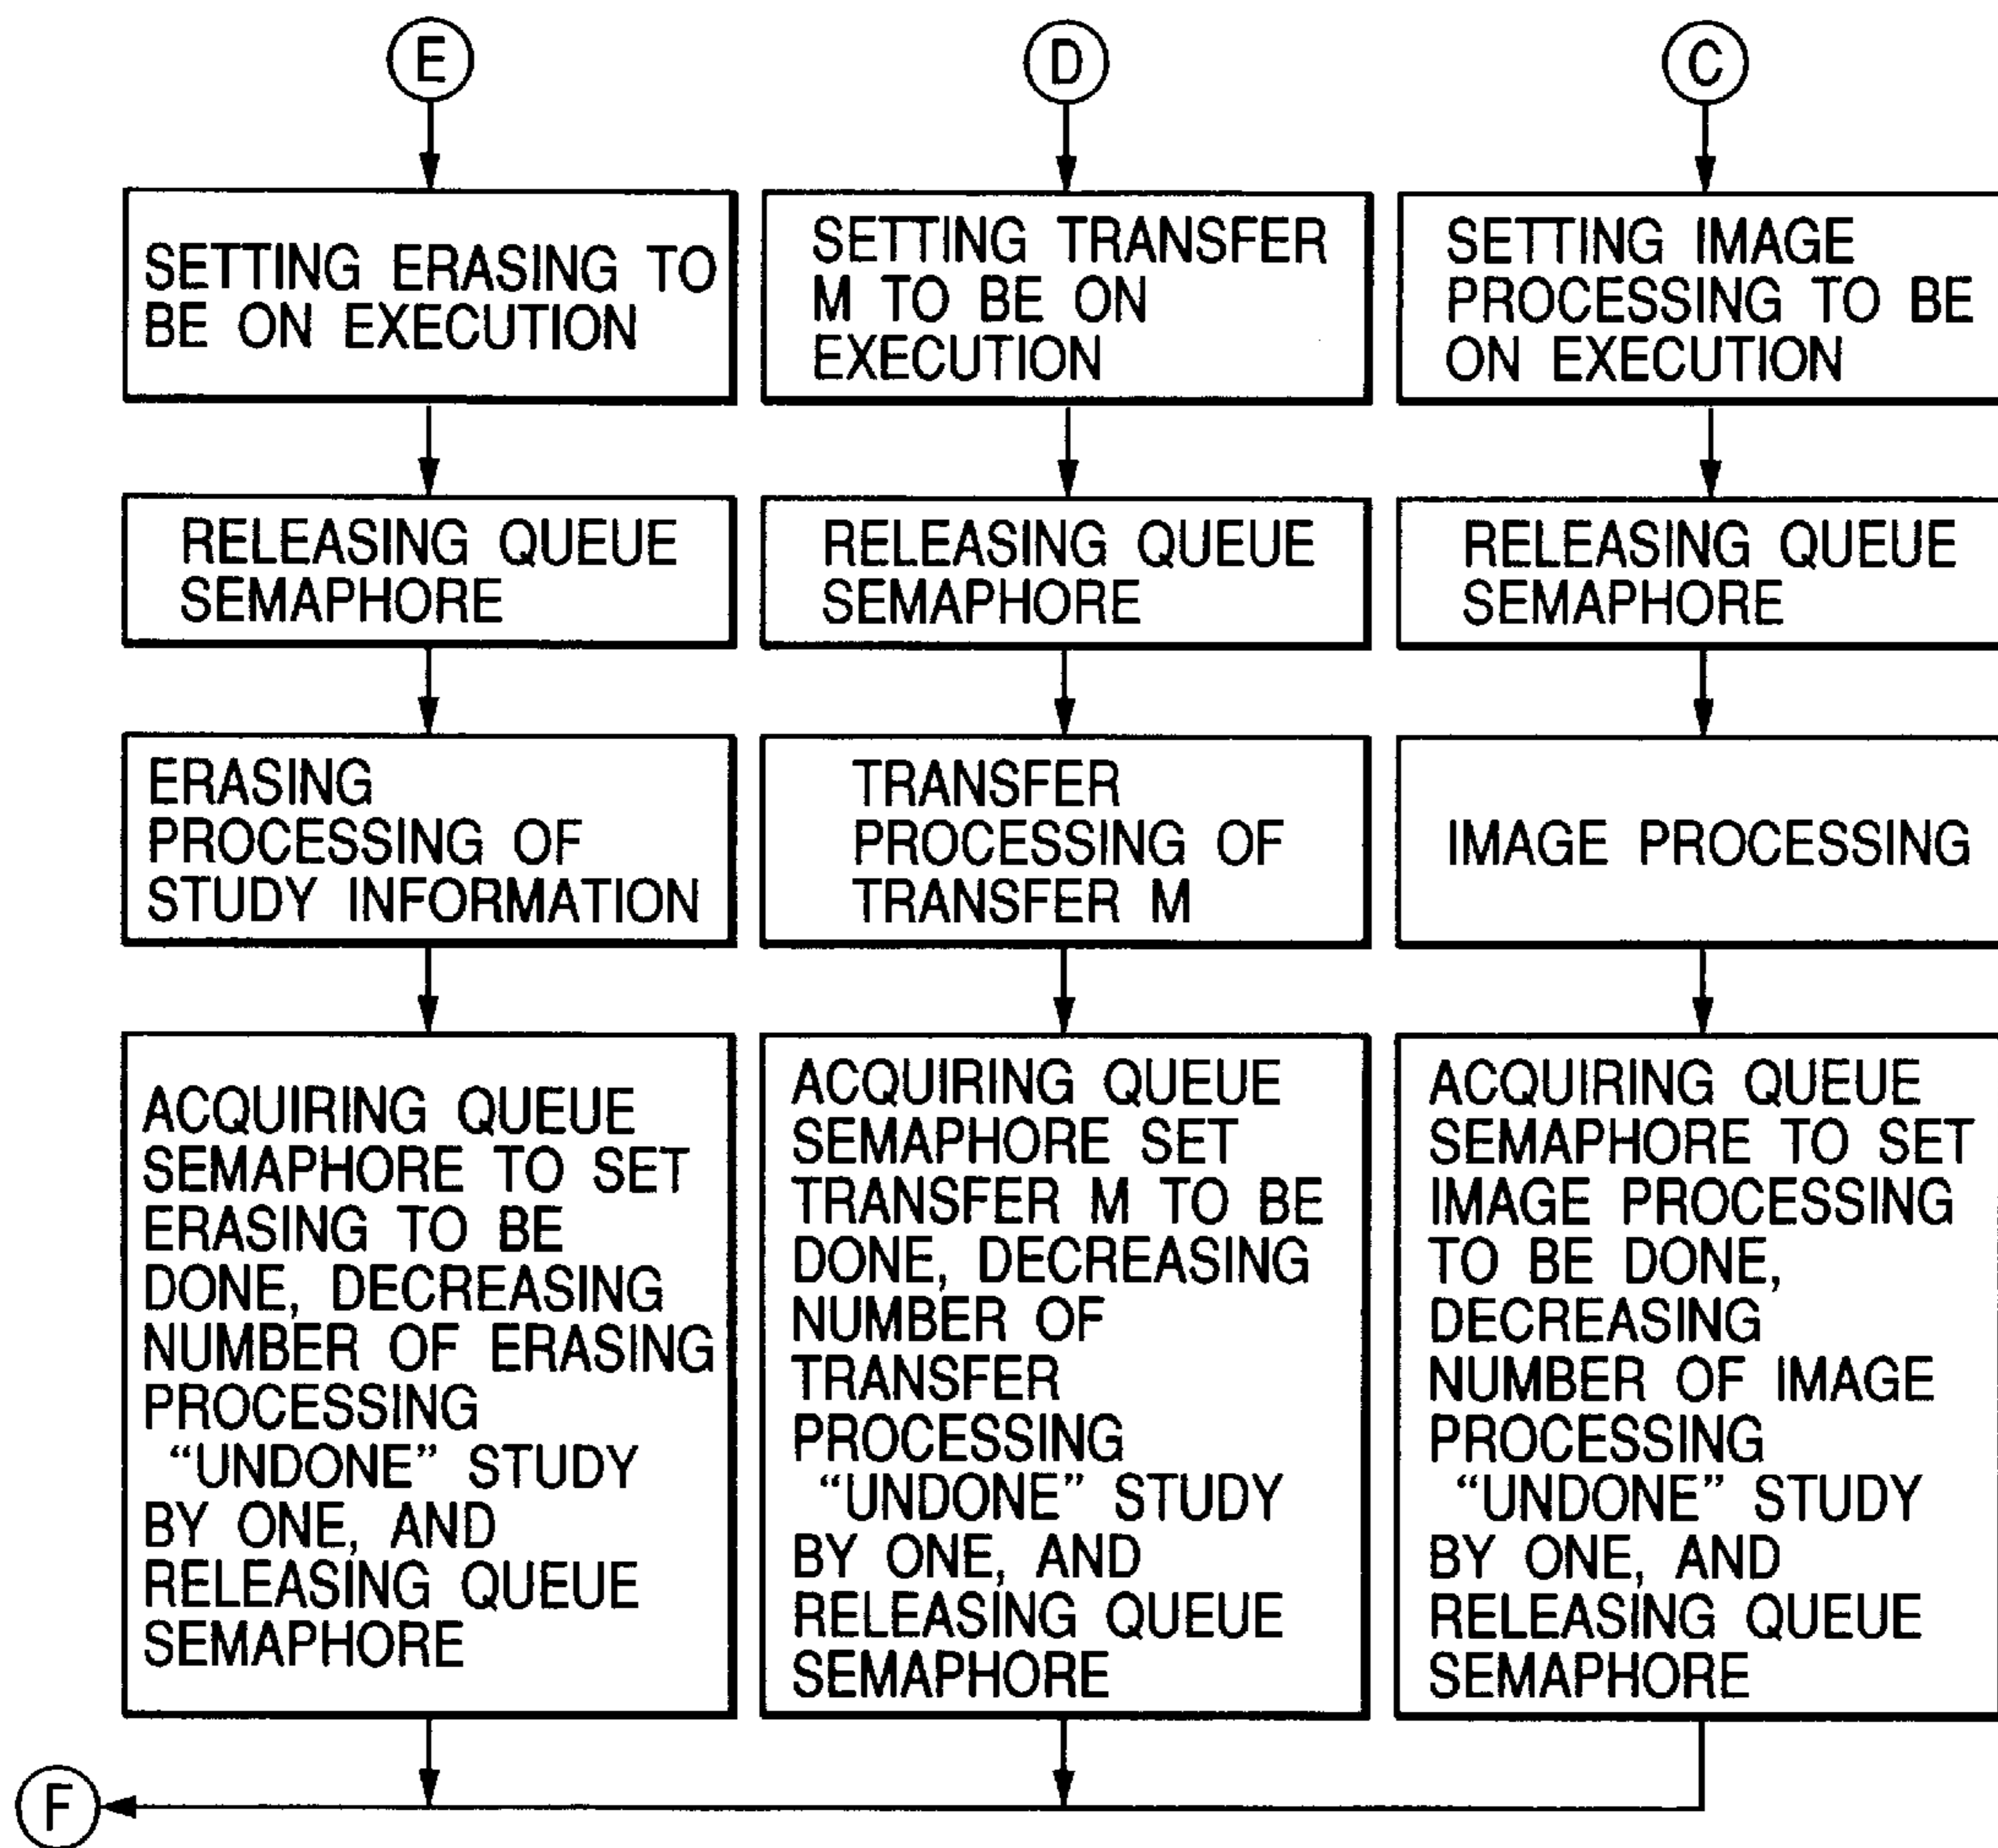 E
D
C
SETTING ERASING TO
BE ON EXECUTION
SETTING TRANSFER
M TO BE ON
EXECUTION
SETTING IMAGE
PROCESSING TO BE
ON EXECUTION
RELEASING QUEUE
SEMAPHORE
RELEASING QUEUE
SEMAPHORE
RELEASING QUEUE
SEMAPHORE
ERASING
PROCESSING OF
STUDY INFORMATION
TRANSFER
PROCESSING OF
TRANSFER M
IMAGE PROCESSING
ACQUIRING QUEUE
SEMAPHORE TO SET
ERASING TO BE
DONE, DECREASING
NUMBER OF ERASING
PROCESSING
“UNDONE” STUDY
BY ONE, AND
RELEASING QUEUE
SEMAPHORE
ACQUIRING QUEUE
SEMAPHORE SET
TRANSFER M TO BE
DONE, DECREASING
NUMBER OF
TRANSFER
PROCESSING
“UNDONE” STUDY
BY ONE, AND
RELEASING QUEUE
SEMAPHORE
ACQUIRING QUEUE
SEMAPHORE TO SET
IMAGE PROCESSING
TO BE DONE,
DECREASING
NUMBER OF IMAGE
PROCESSING
“UNDONE” STUDY
BY ONE, AND
RELEASING QUEUE
SEMAPHORE
F